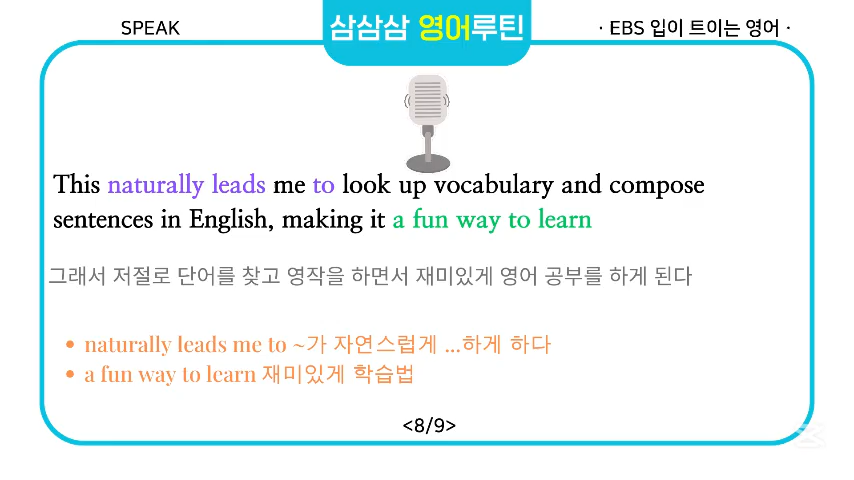 SPEAK
삼삼삼 영어루틴
· EBS 입이 트이는 영어 ·
This naturally leads me to look up vocabulary and compose
sentences in English, making it a fun way to learn
그래서 저절로 단어를 찾고 영작을 하면서 재미있게 영어 공부를 하게 된다
• naturally leads me to ~가 자연스럽게 ...하게 하다
• a fun way to learn 재미있게 학습법
<8/9>